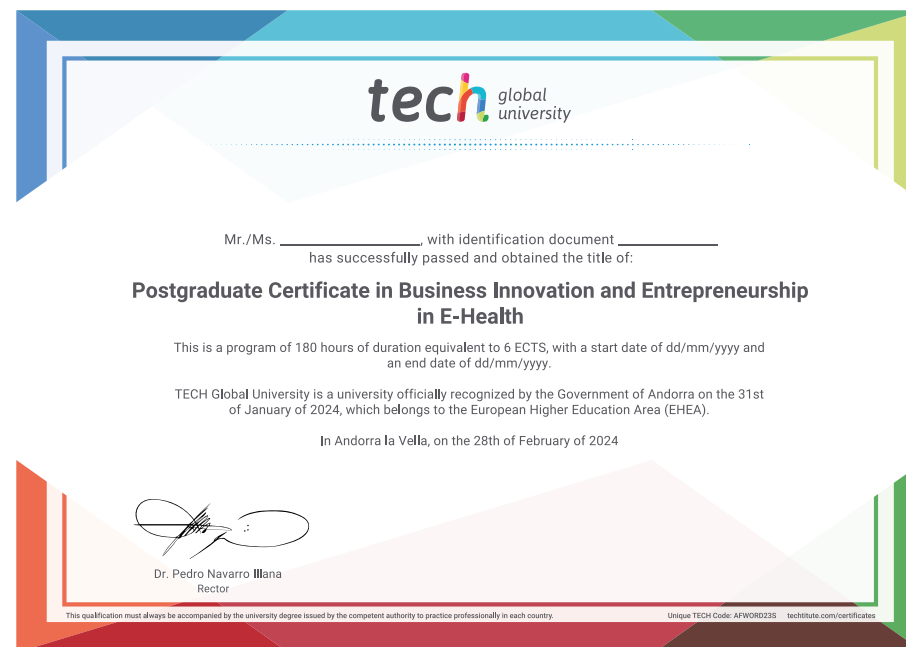 tech global university
Mr./Ms. ____________, with identification document ____________
has successfully passed and obtained the title of:
Postgraduate Certificate in Business Innovation and Entrepreneurship
in E-Health
This is a program of 180 hours of duration equivalent to 6 ECTS, with a start date of dd/mm/yyyy and
an end date of dd/mm/yyyy.
TECH Global University is a university officially recognized by the Government of Andorra on the 31st
of January of 2024, which belongs to the European Higher Education Area (EHEA).
In Andorra la Vella, on the 28th of February of 2024
Dr. Pedro Navarro Illana
Rector
This qualification must always be accompanied by the university degree issued by the competent authority to practice professionally in each country.
Unique TECH Code: AFWORD23S techtitute.com/certificates